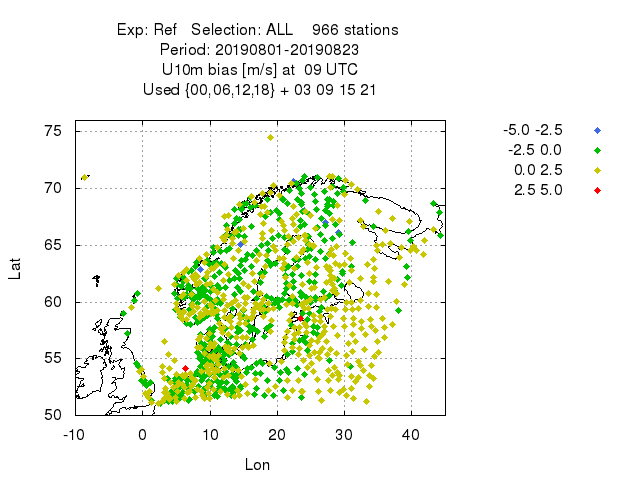 Exp: Ref   Selection: ALL    966 stations
Period: 20190801-20190823
U10m bias [m/s] at  09 UTC
Used {00,06,12,18} + 03 09 15 21
-5.0 -2.5
-2.5 0.0
0.0 2.5
2.5 5.0
75
70
65
60
55
50
Lat
-10 0 10 20 30 40
Lon